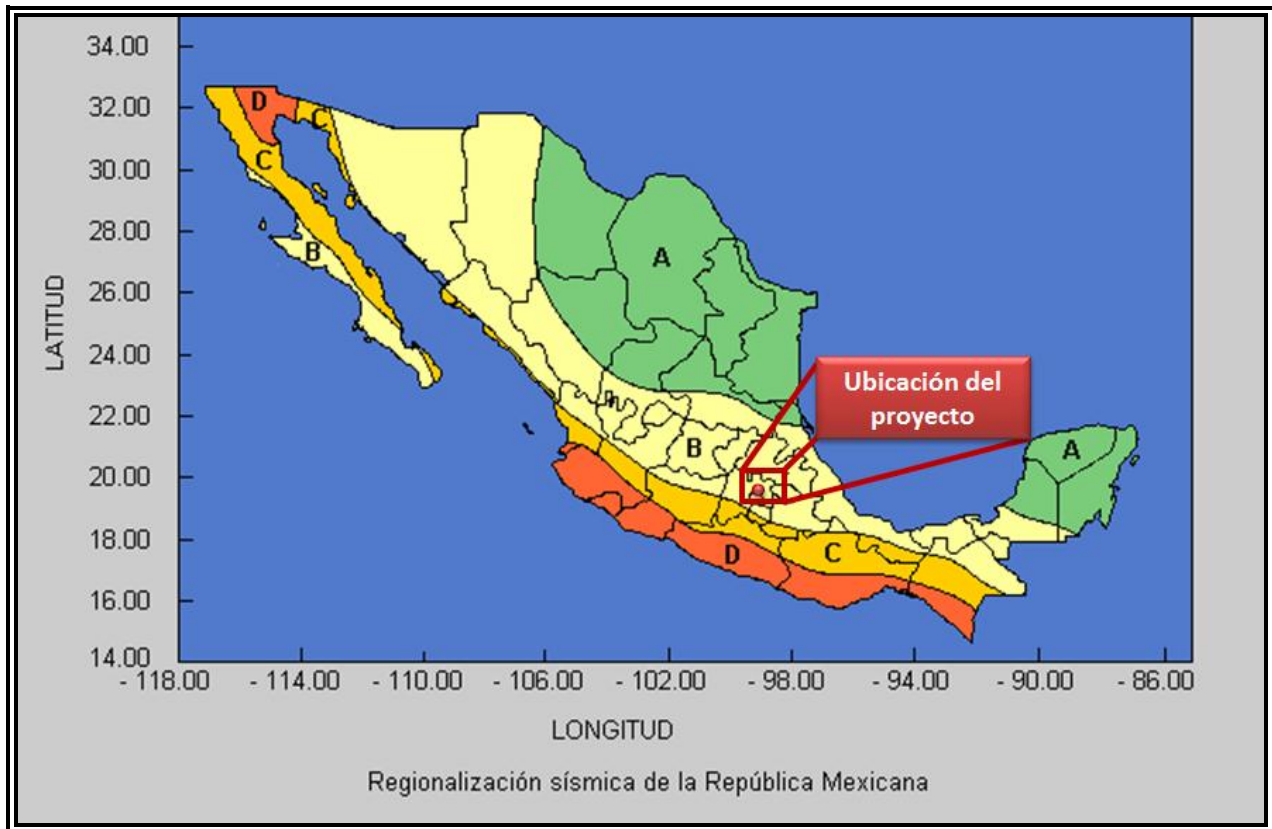 34.00
32.00
30.00
28.00
26.00
24.00
22.00
20.00
18.00
16.00
14.00
LATITUD
D
C
C
B
A
Ubicación del
proyecto
B
A
D
C
- 118.00 - 114.00 - 110.00 - 106.00 - 102.00 - 98.00 - 94.00 - 90.00 - 86.00
LONGITUD
Regionalización sísmica de la República Mexicana